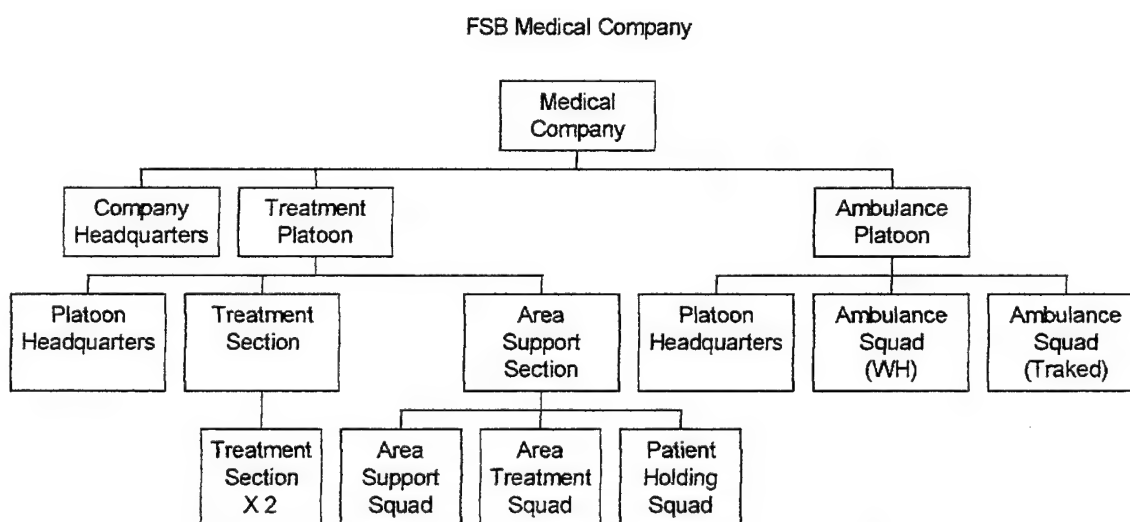 FSB Medical Company
Medical
Company
Company
Headquarters
Treatment
Platoon
Ambulance
Platoon
Platoon
Headquarters
Treatment
Section
Area
Support
Section
Platoon
Headquarters
Ambulance
Squad
(WH)
Ambulance
Squad
(Traked)
Treatment
Section
X 2
Area
Support
Squad
Area
Treatment
Squad
Patient
Holding
Squad